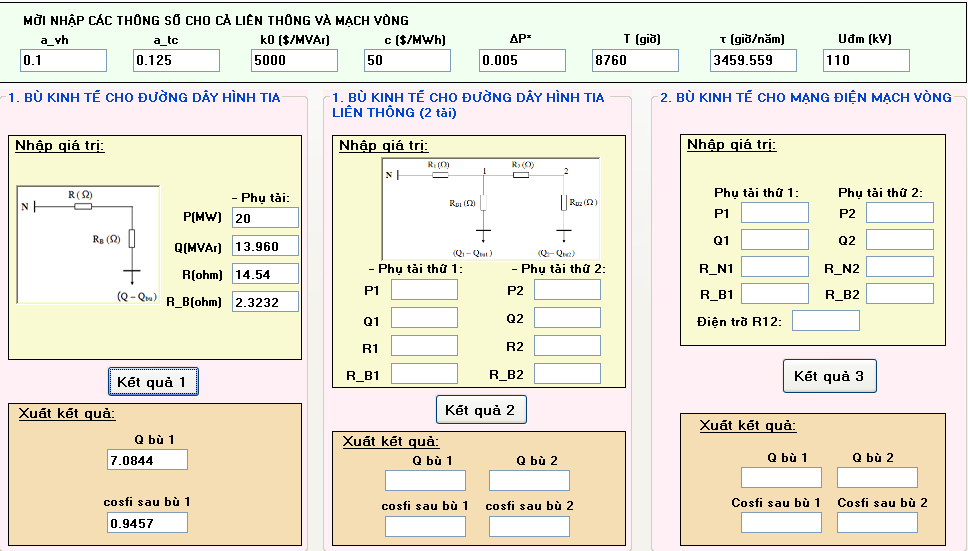 MỜI NHẬP CÁC THÔNG SỐ CHO CẢ LIÊN THÔNG VÀ MẠCH VÒNG
a_vh a_tc k0 ($/MVAr) c ($/MWh) ΔP* T (giờ) τ (giờ/năm) Uđm (kV)
0.1 0.125 5000 50 0.005 8760 3459.559 110
1. BÙ KINH TẾ CHO ĐƯỜNG DÂY HÌNH TIA
Nhập giá trị:
R (Ω)
N
R_B (Ω)
(Q – Q_bu)
- Phụ tải:
P(MW) 20
Q(MVAr) 13.960
R(ohm) 14.54
R_B(ohm) 2.3232
Kết quả 1
Xuất kết quả:
Q bù 1
7.0844
cosfi sau bù 1
0.9457
1. BÙ KINH TẾ CHO ĐƯỜNG DÂY HÌNH TIA
LIÊN THÔNG (2 tải)
Nhập giá trị:
R₁ (Ω) R₂ (Ω)
N 1 2
R_B1 (Ω) R_B2 (Ω)
(Q₁– Q_bu1) (Q₂– Q_bu2)
- Phụ tải thứ 1: - Phụ tải thứ 2:
P1 P2
Q1 Q2
R1 R2
R_B1 R_B2
Kết quả 2
Xuất kết quả:
Q bù 1 Q bù 2
cosfi sau bù 1 cosfi sau bù 2
2. BÙ KINH TẾ CHO MẠNG ĐIỆN MẠCH VÒNG
Nhập giá trị:
Phụ tải thứ 1: Phụ tải thứ 2:
P1 P2
Q1 Q2
R_N1 R_N2
R_B1 R_B2
Điện trở R12:
Kết quả 3
Xuất kết quả:
Q bù 1 Q bù 2
Cosfi sau bù 1 Cosfi sau bù 2